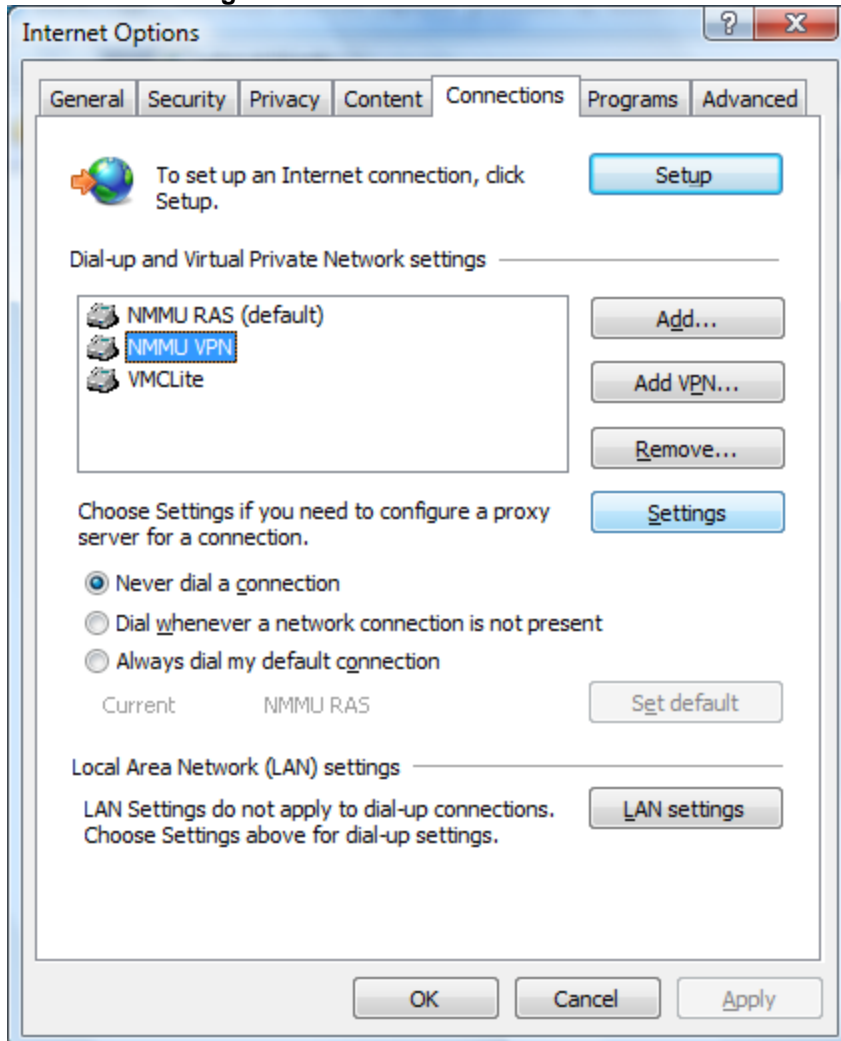 Internet Options
General Security Privacy Content Connections Programs Advanced
To set up an Internet connection, click
Setup.
Setup
Dial-up and Virtual Private Network settings
NMMU RAS (default)
NMMU VPN
VMCLite
Add...
Add VPN...
Remove...
Choose Settings if you need to configure a proxy
server for a connection.
Settings
Never dial a connection
Dial whenever a network connection is not present
Always dial my default connection
Current NMMU RAS
Set default
Local Area Network (LAN) settings
LAN Settings do not apply to dial-up connections.
Choose Settings above for dial-up settings.
LAN settings
OK Cancel Apply